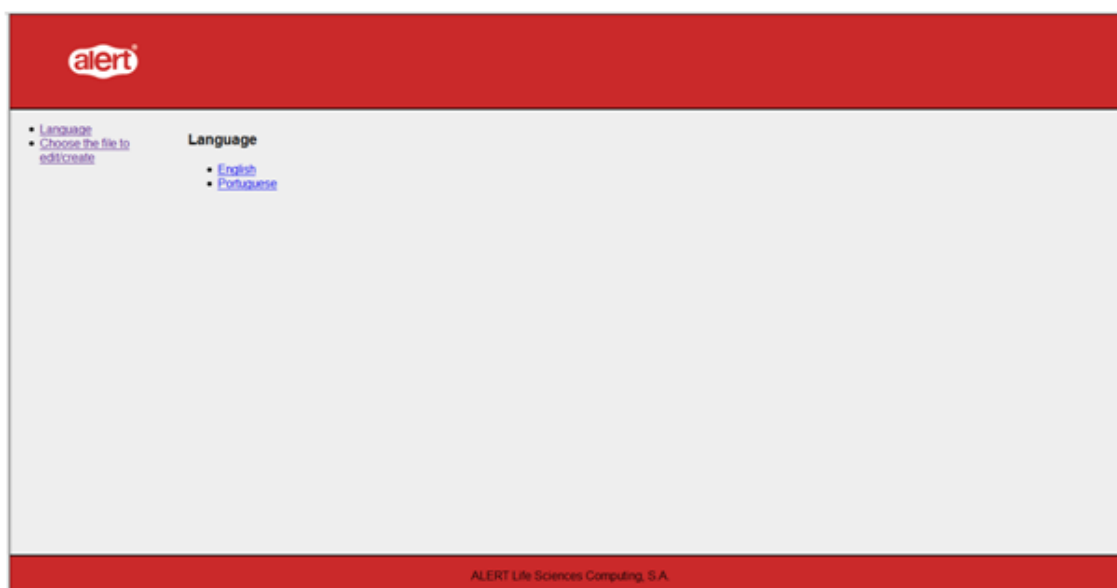 alert®
Language
Choose the file to
edit/create
Language
English
Portuguese
ALERT Life Sciences Computing, S.A.